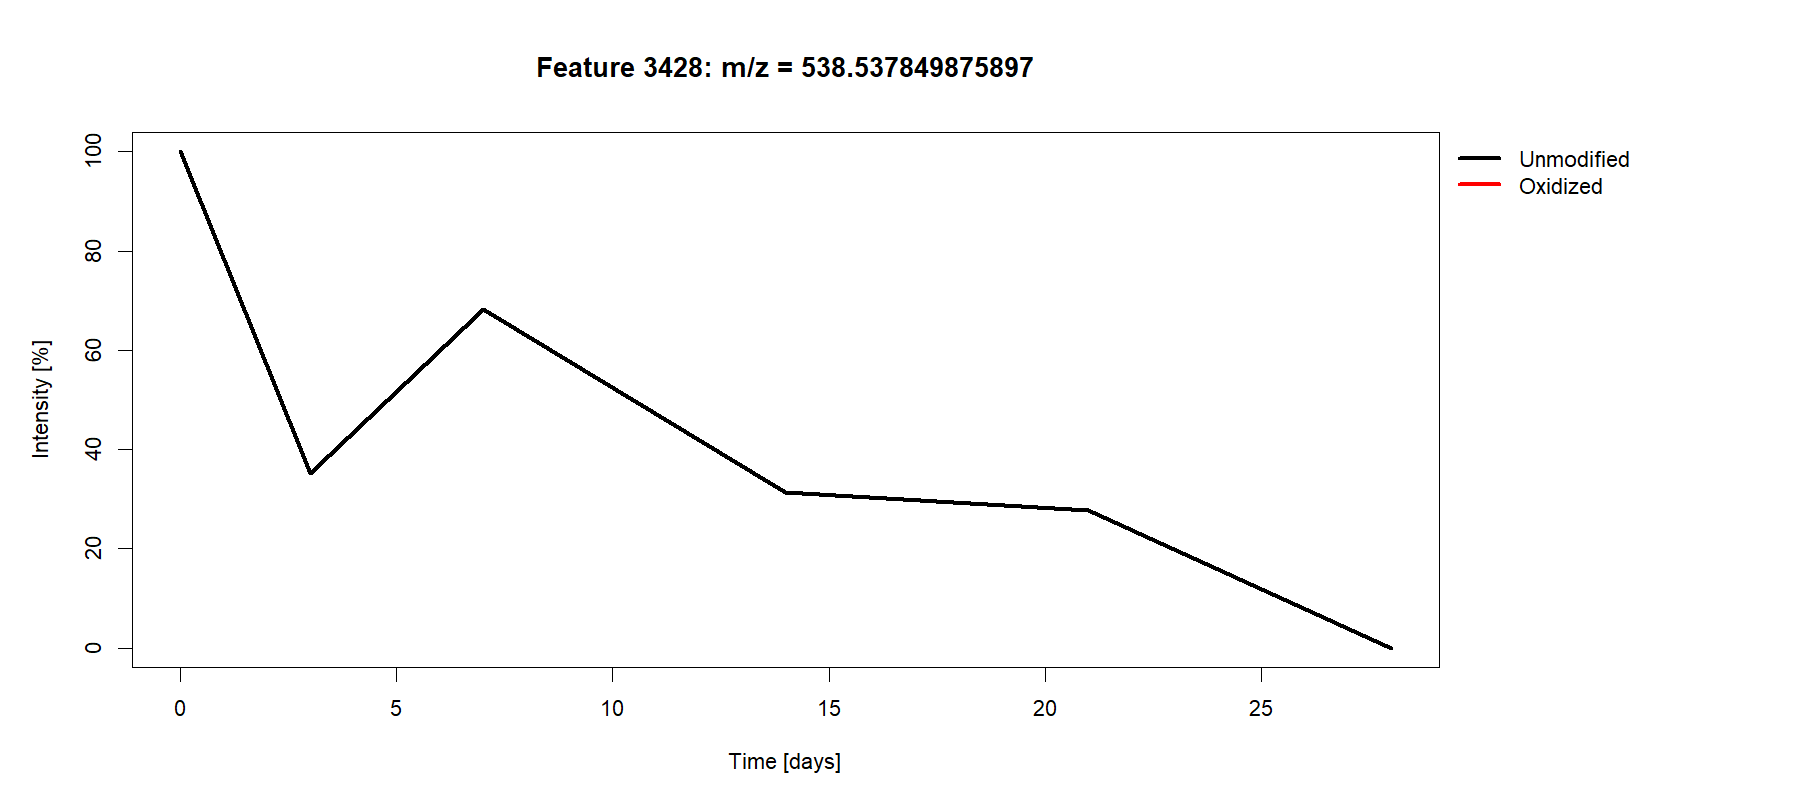 Feature 3428: m/z = 538.537849875897
Unmodified
Oxidized
Intensity [%]
100
80
60
40
20
0
0 5 10 15 20 25
Time [days]